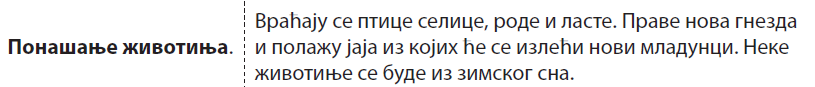 Понашање животиња.
Враћају се птице селице, роде и ласте. Праве нова гнезда
и полажу јаја из којих ће се излећи нови младунци. Неке
животиње се буде из зимског сна.